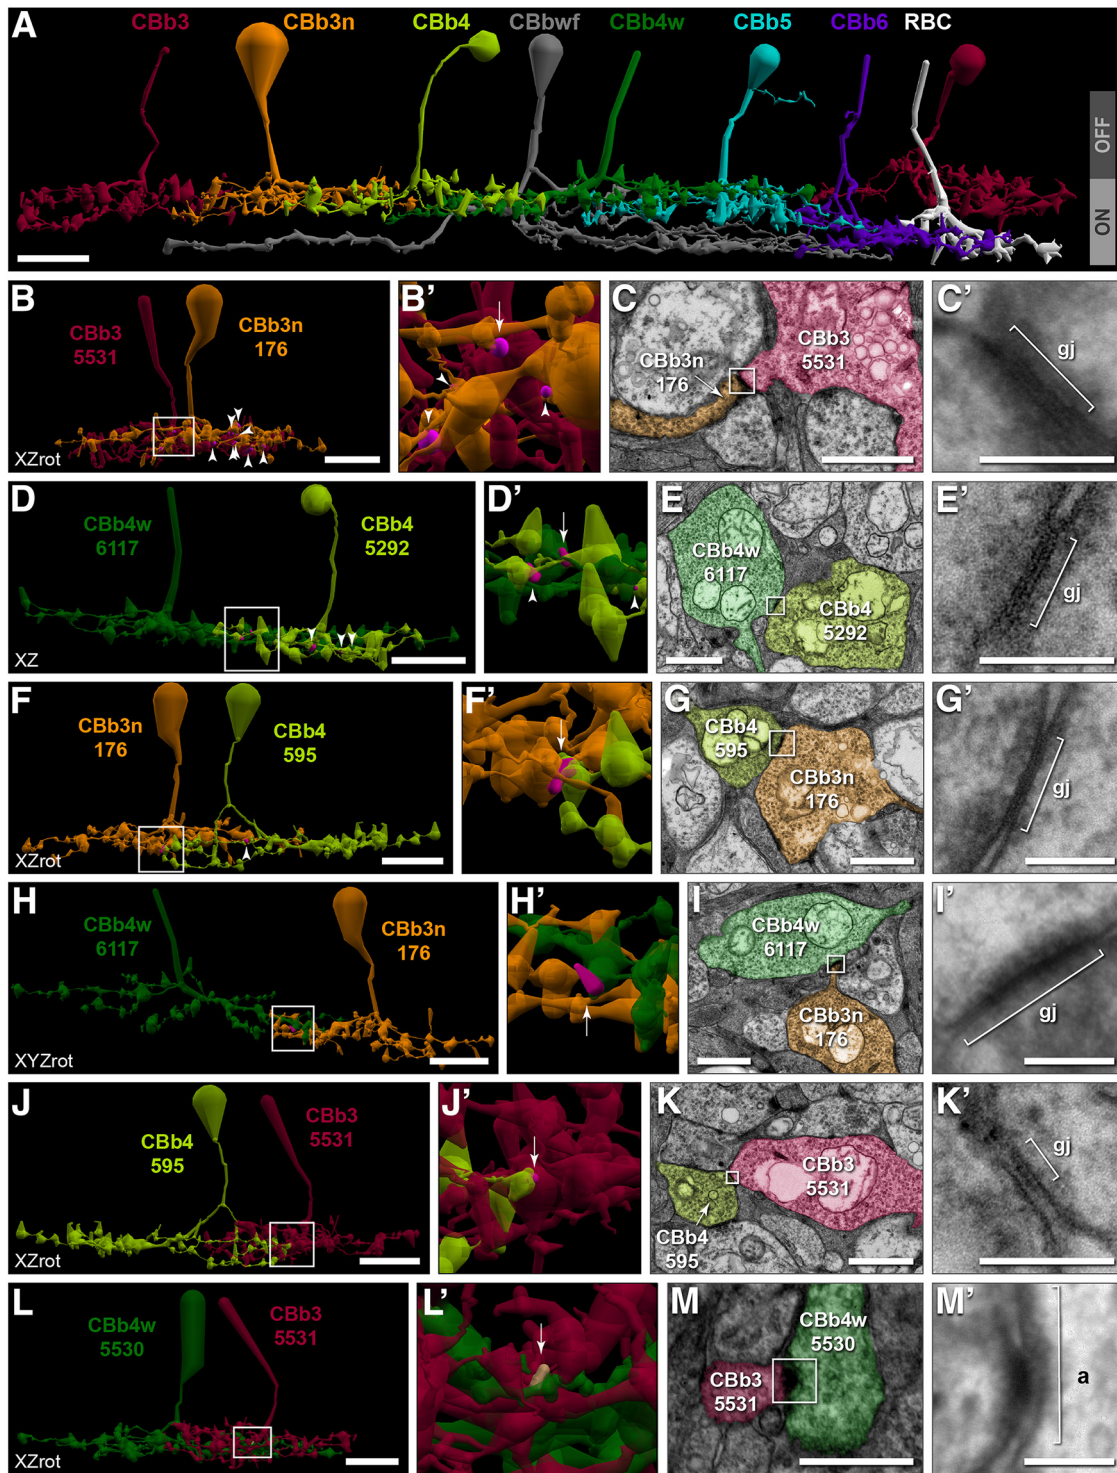 A
CBb3 CBb3n CBb4 CBbwf CBb4w CBb5 CBb6 RBC
OFF
ON
B
CBb3
5531
CBb3n
176
XZrot
B’
C
CBb3n
176
CBb3
5531
C’
gj
D
CBb4w
6117
CBb4
5292
XZ
D’
E
CBb4w
6117
CBb4
5292
E’
gj
F
CBb3n
176
CBb4
595
XZrot
F’
G
CBb4
595
CBb3n
176
G’
gj
H
CBb4w
6117
CBb3n
176
XYZrot
H’
I
CBb4w
6117
CBb3n
176
I’
gj
J
CBb4
595
CBb3
5531
XZrot
J’
K
CBb3
5531
CBb4
595
K’
gj
L
CBb4w
5530
CBb3
5531
XZrot
L’
M
CBb4w
5530
CBb3
5531
M’
a